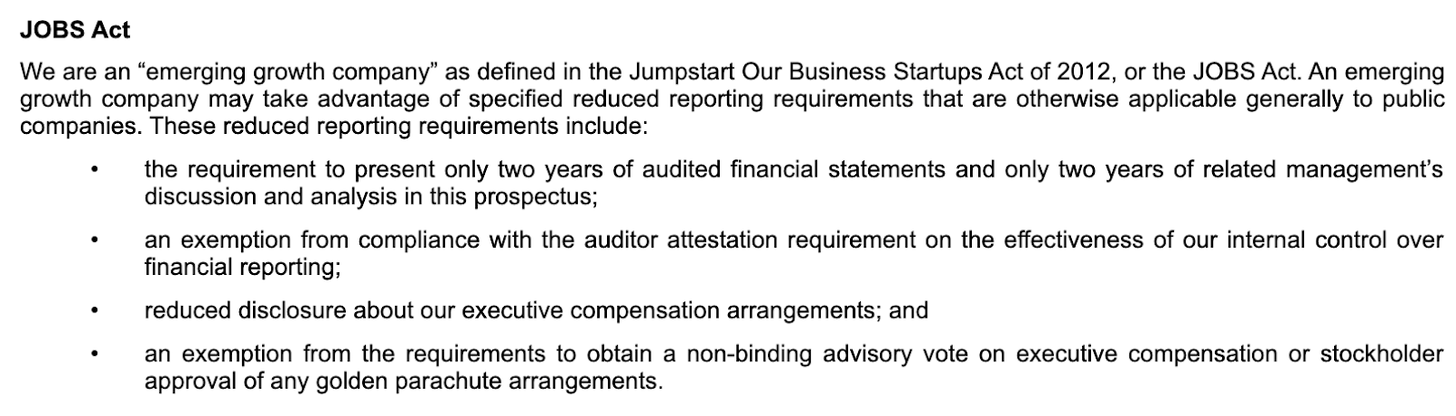 JOBS Act
We are an “emerging growth company” as defined in the Jumpstart Our Business Startups Act of 2012, or the JOBS Act. An emerging
growth company may take advantage of specified reduced reporting requirements that are otherwise applicable generally to public
companies. These reduced reporting requirements include:
• the requirement to present only two years of audited financial statements and only two years of related management’s
discussion and analysis in this prospectus;
• an exemption from compliance with the auditor attestation requirement on the effectiveness of our internal control over
financial reporting;
• reduced disclosure about our executive compensation arrangements; and
• an exemption from the requirements to obtain a non-binding advisory vote on executive compensation or stockholder
approval of any golden parachute arrangements.